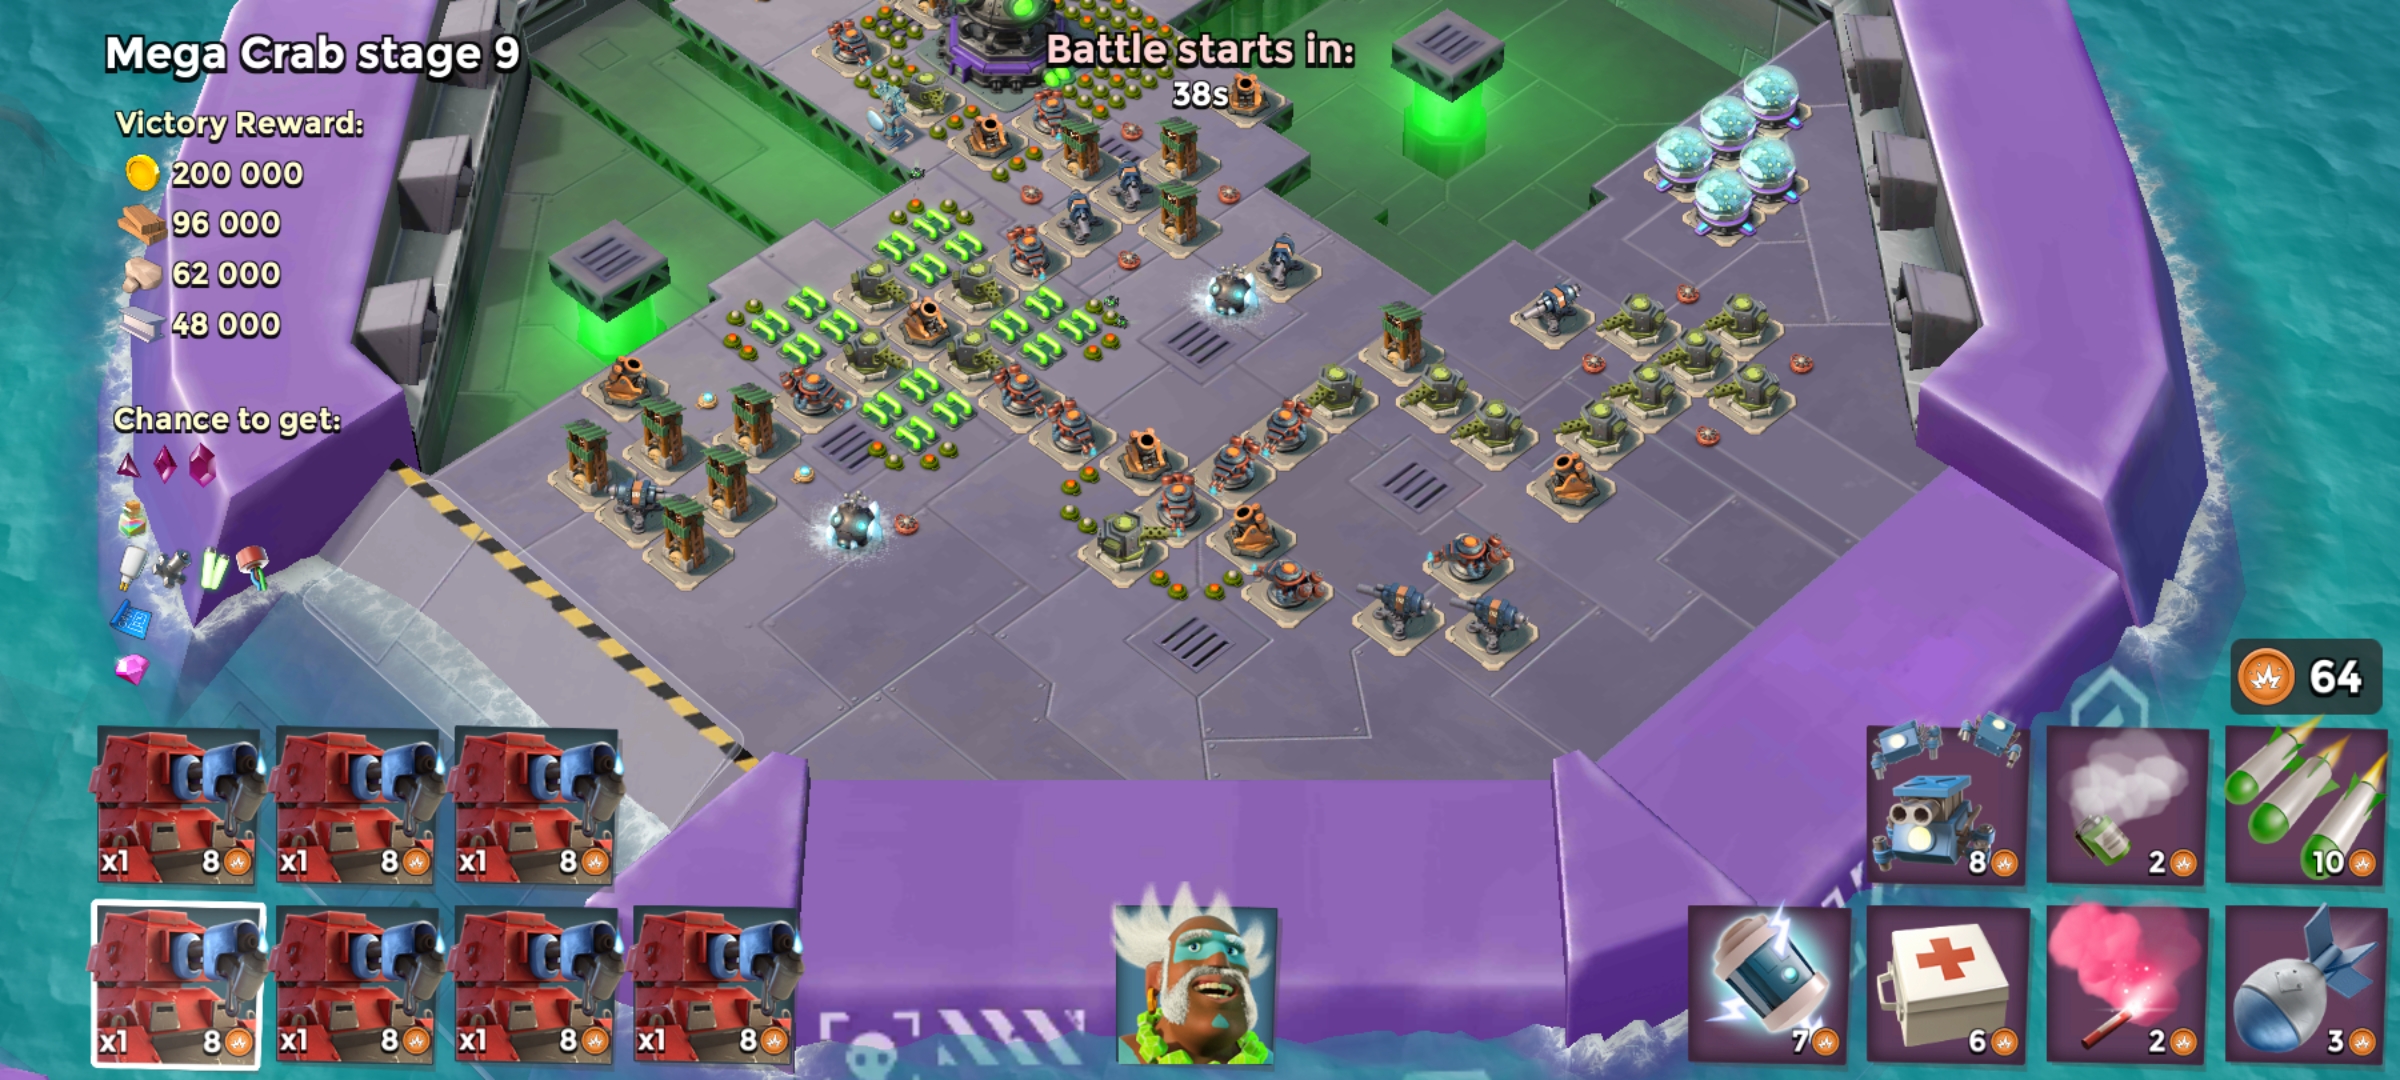 Mega Crab stage 9
Battle starts in:
38s
Victory Reward:
200 000
96 000
62 000
48 000
Chance to get:
64
x1 8
x1 8
x1 8
8
2
10
x1 8
x1 8
x1 8
x1 8
7
6
2
3